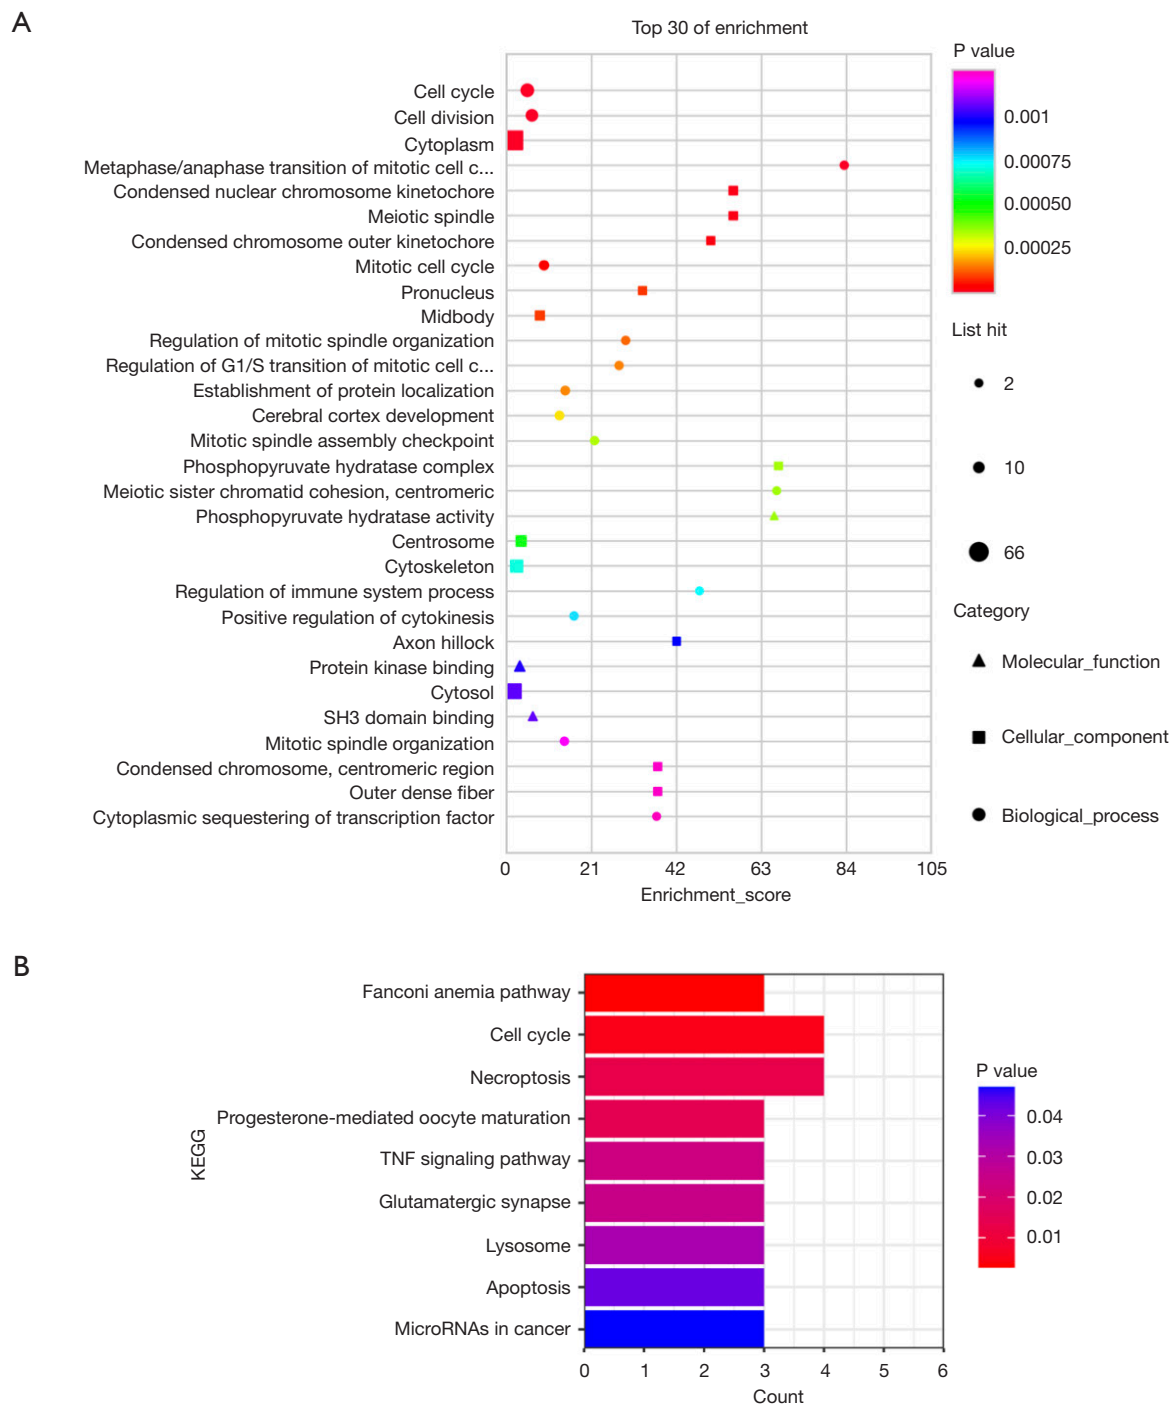 A
Top 30 of enrichment
Cell cycle
Cell division
Cytoplasm
Metaphase/anaphase transition of mitotic cell c...
Condensed nuclear chromosome kinetochore
Meiotic spindle
Condensed chromosome outer kinetochore
Mitotic cell cycle
Pronucleus
Midbody
Regulation of mitotic spindle organization
Regulation of G1/S transition of mitotic cell c...
Establishment of protein localization
Cerebral cortex development
Mitotic spindle assembly checkpoint
Phosphopyruvate hydratase complex
Meiotic sister chromatid cohesion, centromeric
Phosphopyruvate hydratase activity
Centrosome
Cytoskeleton
Regulation of immune system process
Positive regulation of cytokinesis
Axon hillock
Protein kinase binding
Cytosol
SH3 domain binding
Mitotic spindle organization
Condensed chromosome, centromeric region
Outer dense fiber
Cytoplasmic sequestering of transcription factor
0 21 42 63 84 105
Enrichment_score
P value
0.001
0.00075
0.00050
0.00025
List hit
2
10
66
Category
Molecular_function
Cellular_component
Biological_process
B
KEGG
Fanconi anemia pathway
Cell cycle
Necroptosis
Progesterone-mediated oocyte maturation
TNF signaling pathway
Glutamatergic synapse
Lysosome
Apoptosis
MicroRNAs in cancer
0 1 2 3 4 5 6
Count
P value
0.04
0.03
0.02
0.01